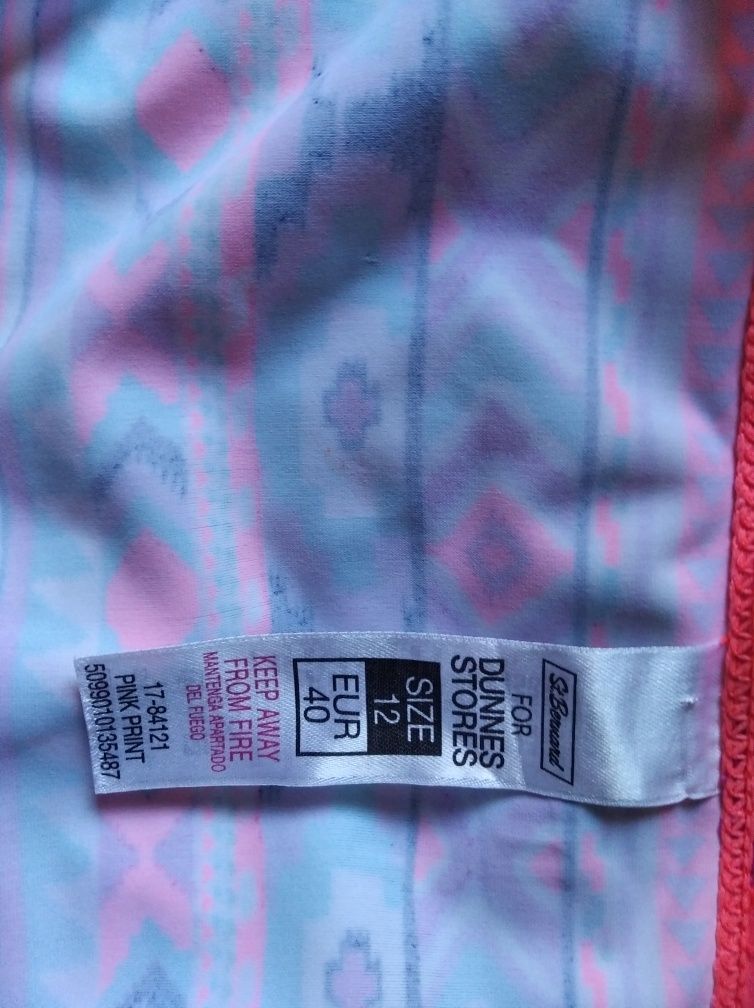 St Bernard
FOR
DUNNES
STORES
SIZE
12
EUR
40
KEEP AWAY
FROM FIRE
MANTENGA APARTADO
DEL FUEGO
17-84121
PINK PRINT
5099010135487